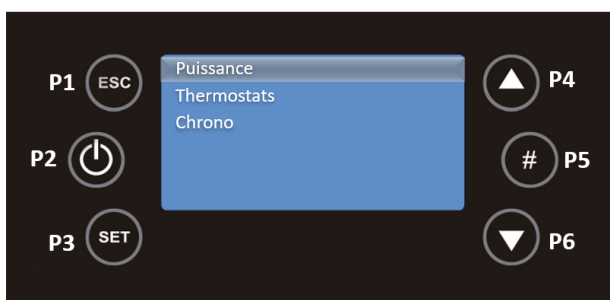 P1 ESC
Puissance
Thermostats
Chrono
P4
P2
# P5
P3 SET
P6